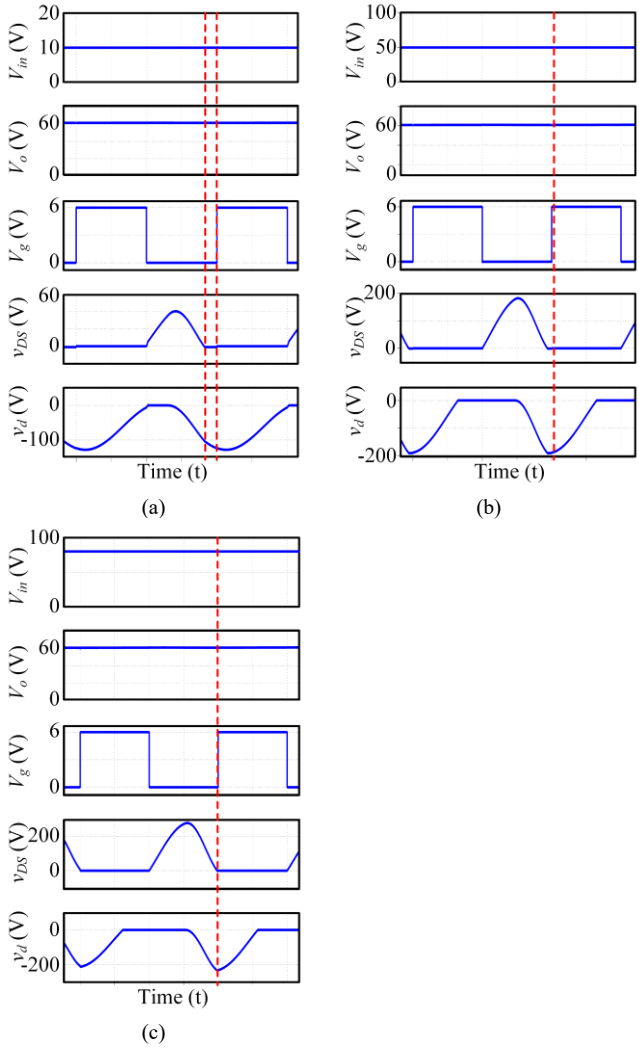 20
10
0
V_in (V)
60
0
V_o (V)
6
0
V_g (V)
60
0
v_DS (V)
0
-100
v_d (V)
Time (t)
(a)
100
50
0
V_in (V)
60
0
V_o (V)
6
0
V_g (V)
200
0
v_DS (V)
0
-200
v_d (V)
Time (t)
(b)
100
0
V_in (V)
60
0
V_o (V)
6
0
V_g (V)
200
0
v_DS (V)
0
-200
v_d (V)
Time (t)
(c)